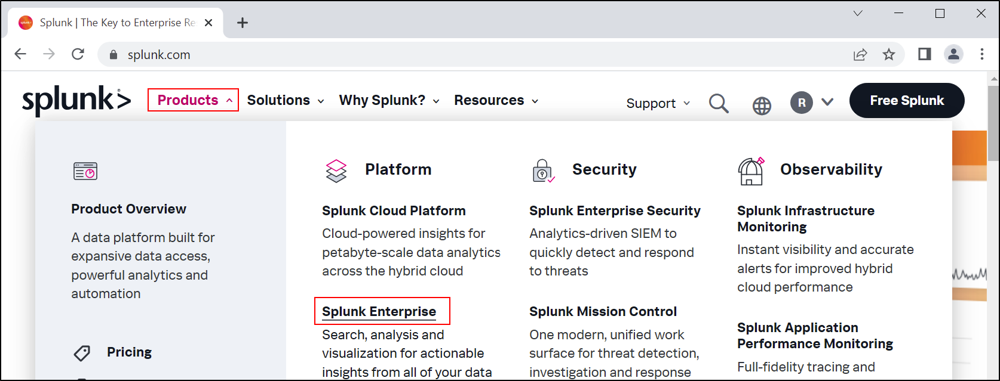 Splunk | The Key to Enterprise Re
splunk.com
splunk>
Products
Solutions
Why Splunk?
Resources
Support
R
Free Splunk
Product Overview
A data platform built for
expansive data access,
powerful analytics and
automation
Pricing
Platform
Splunk Cloud Platform
Cloud-powered insights for
petabyte-scale data analytics
across the hybrid cloud
Splunk Enterprise
Search, analysis and
visualization for actionable
insights from all of your data
Security
Splunk Enterprise Security
Analytics-driven SIEM to
quickly detect and respond
to threats
Splunk Mission Control
One modern, unified work
surface for threat detection,
investigation and response
Observability
Splunk Infrastructure
Monitoring
Instant visibility and accurate
alerts for improved hybrid
cloud performance
Splunk Application
Performance Monitoring
Full-fidelity tracing and